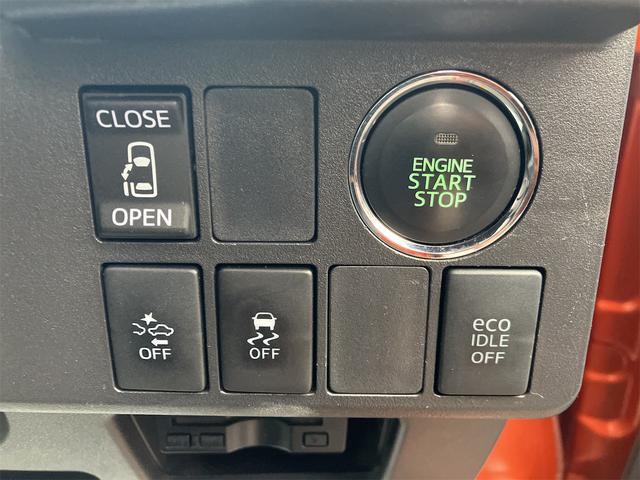 CLOSE
OPEN
ENGINE
START
STOP
OFF
OFF
eco
IDLE
OFF